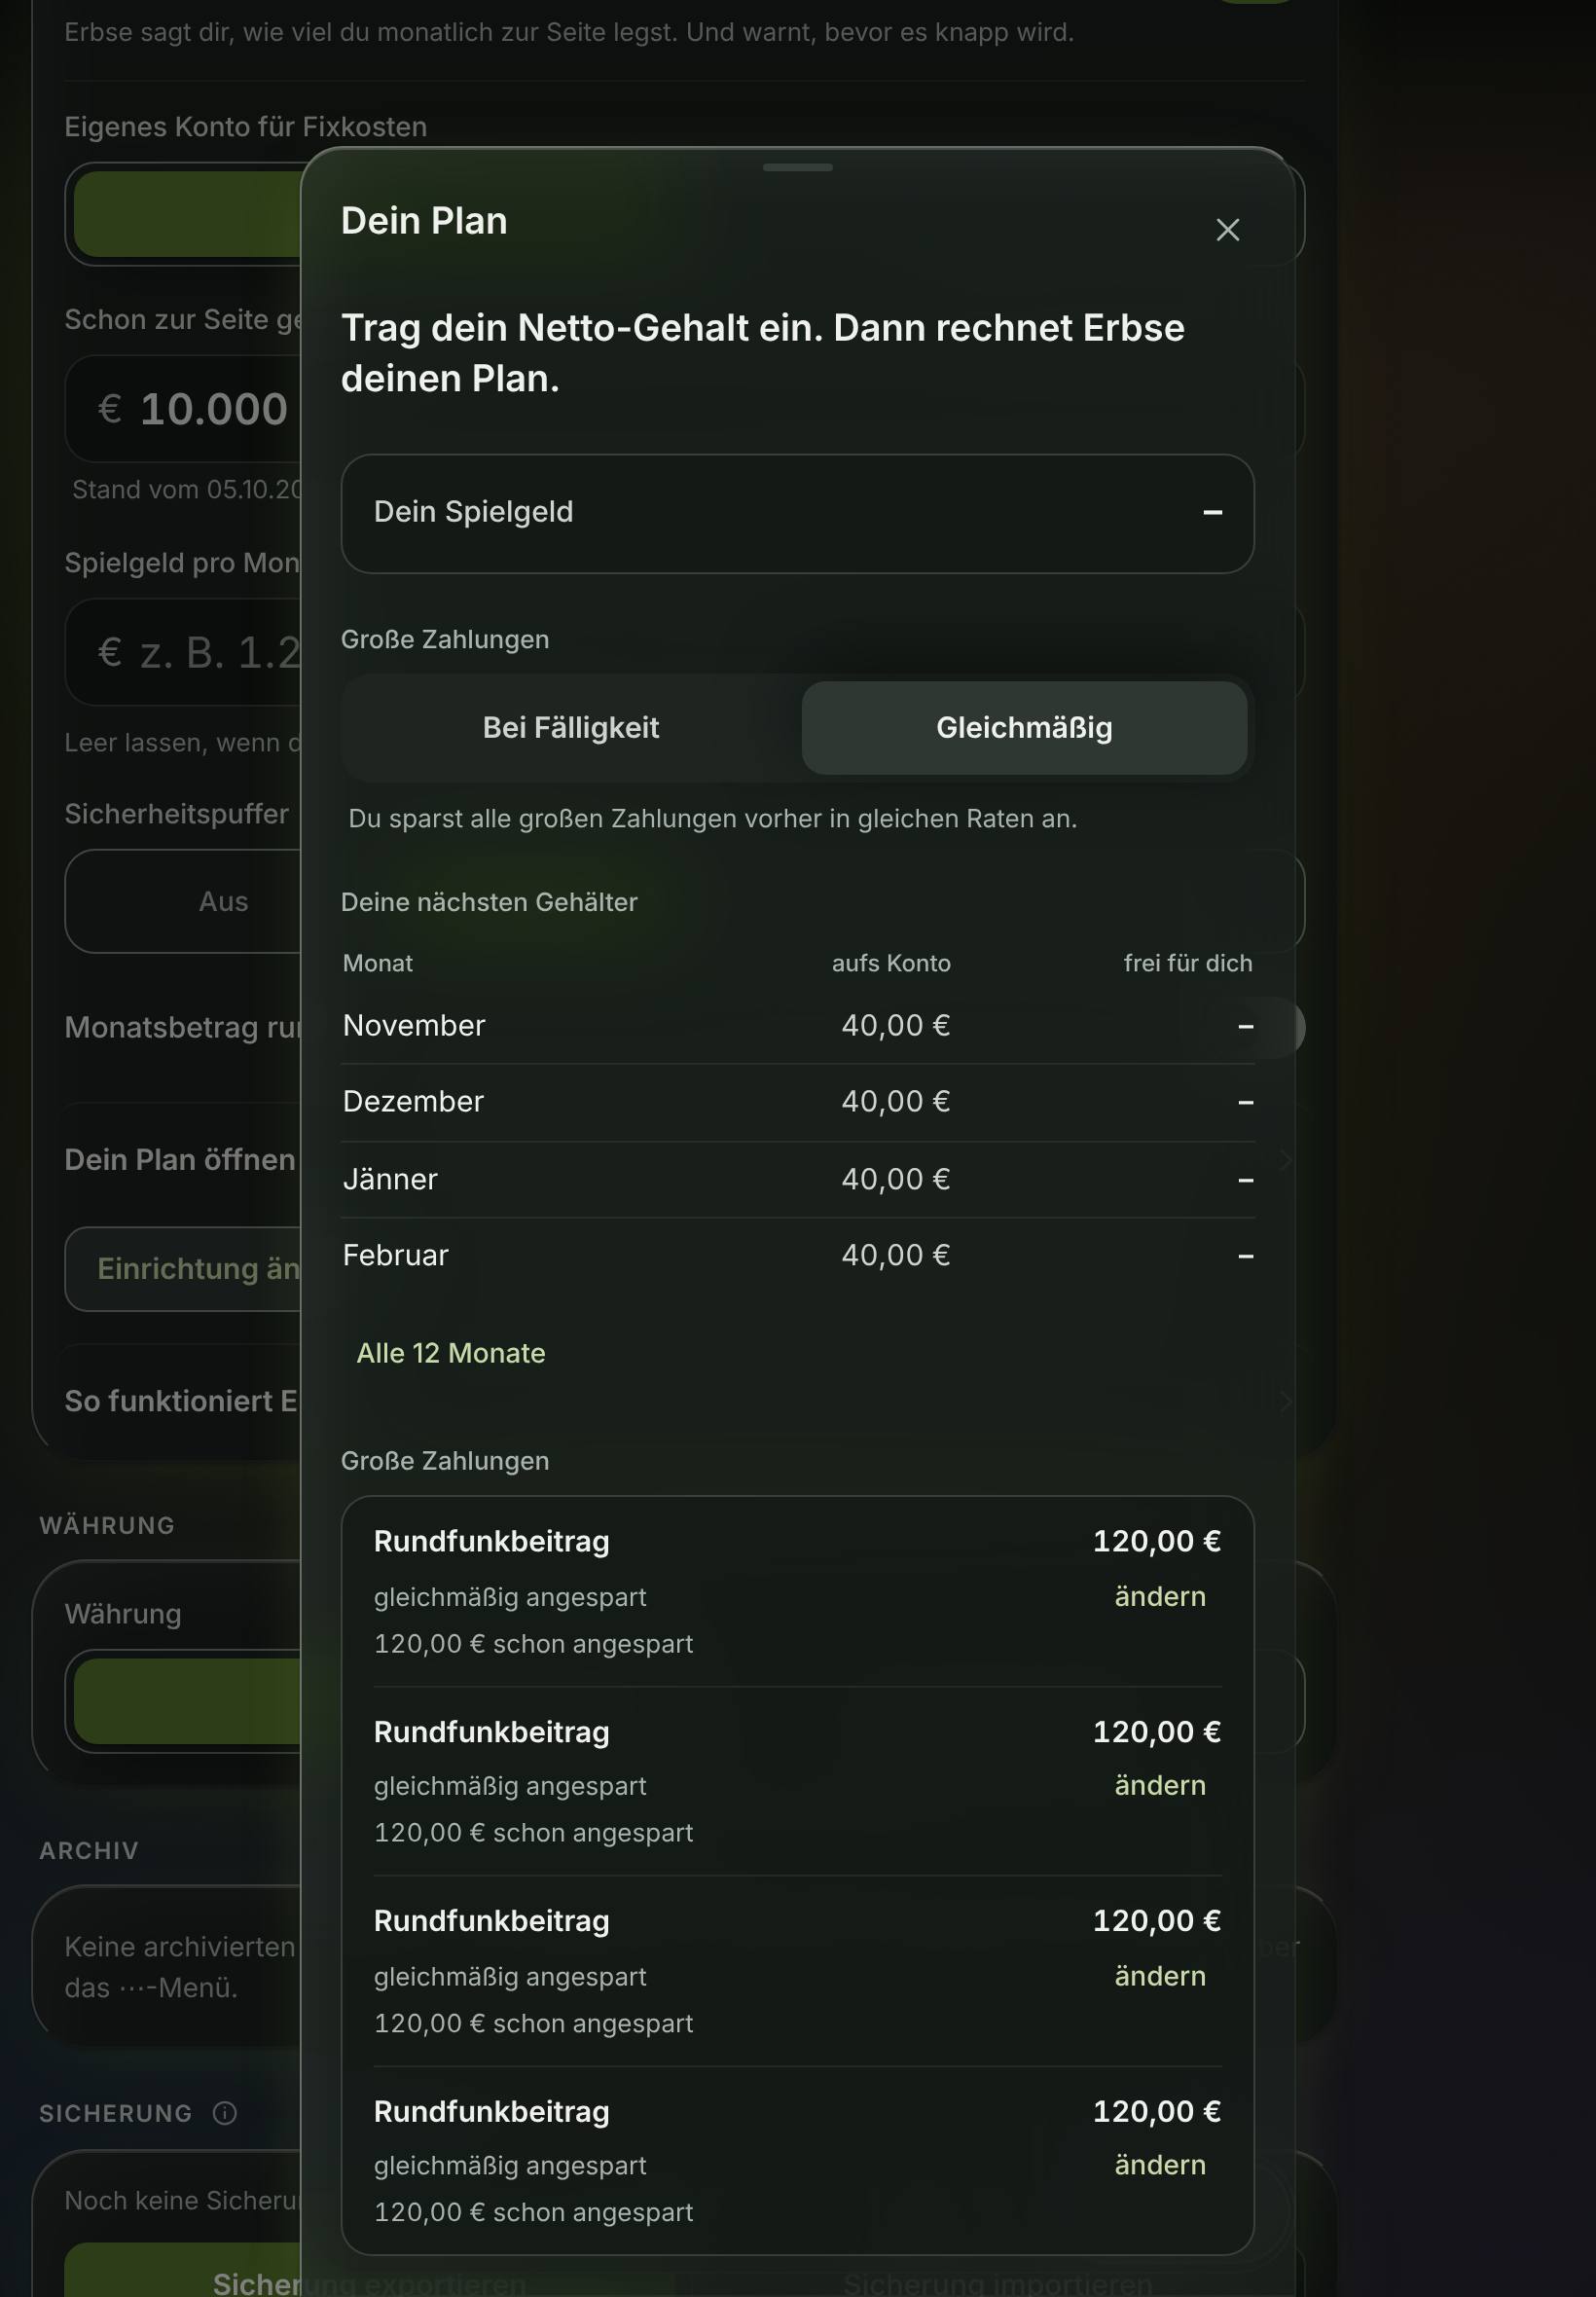 Erbse sagt dir, wie viel du monatlich zur Seite legst. Und warnt, bevor es knapp wird.
Eigenes Konto für Fixkosten
Schon zur Seite
€ 10.000
Stand vom 05.10.
Spielgeld pro
€ z. B. 1.2
Leer lassen, wenn
Sicherheitspuffer
Aus
Monatsbetrag
Dein Plan öffnen
Einrichtung
So funktioniert
WÄHRUNG
Währung
ARCHIV
Keine archivierten
das ···-Menü.
SICHERUNG
Noch keine
Sicherung exportieren
Sicherung importieren
Dein Plan
Trag dein Netto-Gehalt ein. Dann rechnet Erbse
deinen Plan.
Dein Spielgeld –
Große Zahlungen
Bei Fälligkeit Gleichmäßig
Du sparst alle großen Zahlungen vorher in gleichen Raten an.
Deine nächsten Gehälter
Monat aufs Konto frei für dich
November 40,00 € –
Dezember 40,00 € –
Jänner 40,00 € –
Februar 40,00 € –
Alle 12 Monate
Große Zahlungen
Rundfunkbeitrag 120,00 €
gleichmäßig angespart ändern
120,00 € schon angespart
Rundfunkbeitrag 120,00 €
gleichmäßig angespart ändern
120,00 € schon angespart
Rundfunkbeitrag 120,00 €
gleichmäßig angespart ändern
120,00 € schon angespart
Rundfunkbeitrag 120,00 €
gleichmäßig angespart ändern
120,00 € schon angespart